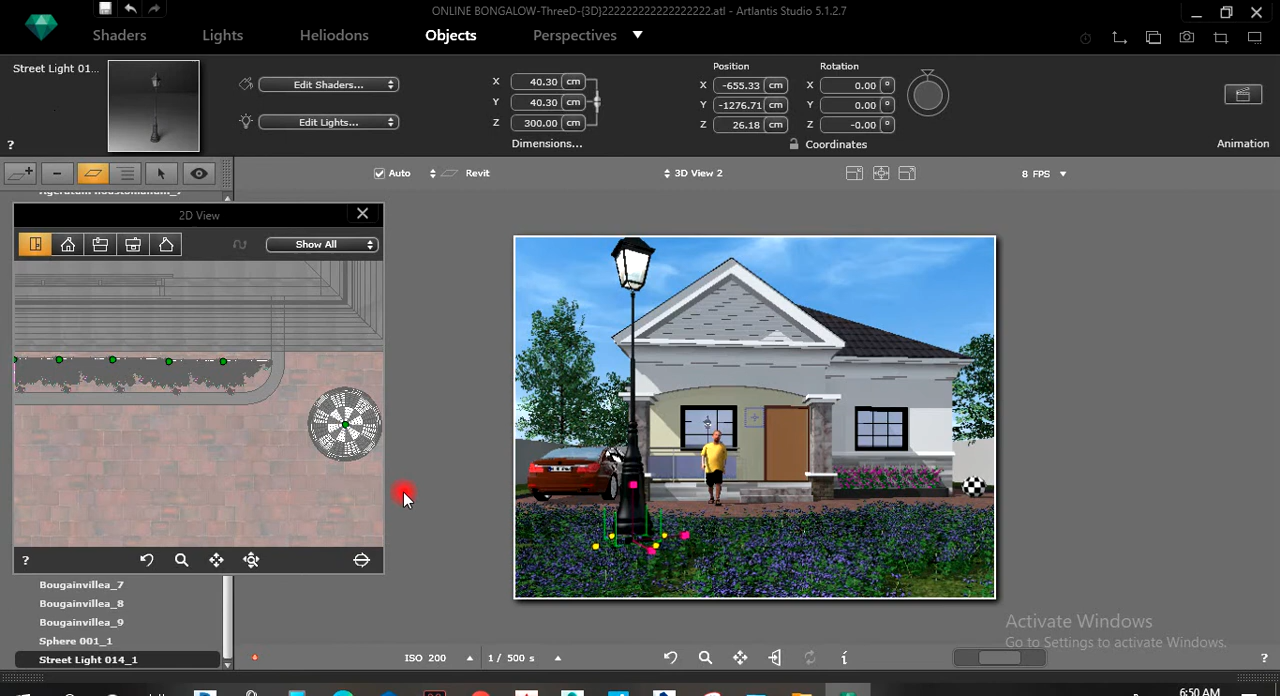 ONLINE BONGALOW-ThreeD-{3D}222222222222222222.atl - Artlantis Studio 5.1.2.7
Shaders Lights Heliodons Objects Perspectives
Street Light 01...
Edit Shaders...
Edit Lights...
X 40.30 cm
Y 40.30 cm
Z 300.00 cm
Dimensions...
Position
X -655.33 cm
Y -1276.71 cm
Z 26.18 cm
Rotation
X 0.00 °
Y 0.00 °
Z -0.00 °
Coordinates
?
Animation
Auto Revit 3D View 2 8 FPS
2D View
Show All
?
Bougainvillea_7
Bougainvillea_8
Bougainvillea_9
Sphere 001_1
Street Light 014_1
ISO 200 1 / 500 s
?
Activate Windows
Go to Settings to activate Windows.
6:50 AM